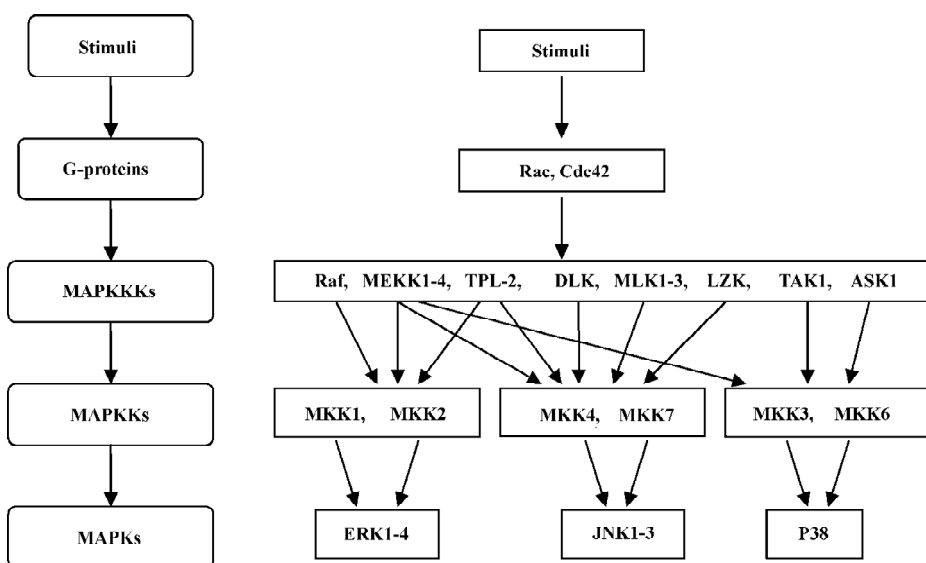 Stimuli
G-proteins
MAPKKKs
MAPKKs
MAPKs
Stimuli
Rac, Cdc42
Raf, MEKK1-4, TPL-2, DLK, MLK1-3, LZK, TAK1, ASK1
MKK1, MKK2
MKK4, MKK7
MKK3, MKK6
ERK1-4
JNK1-3
P38